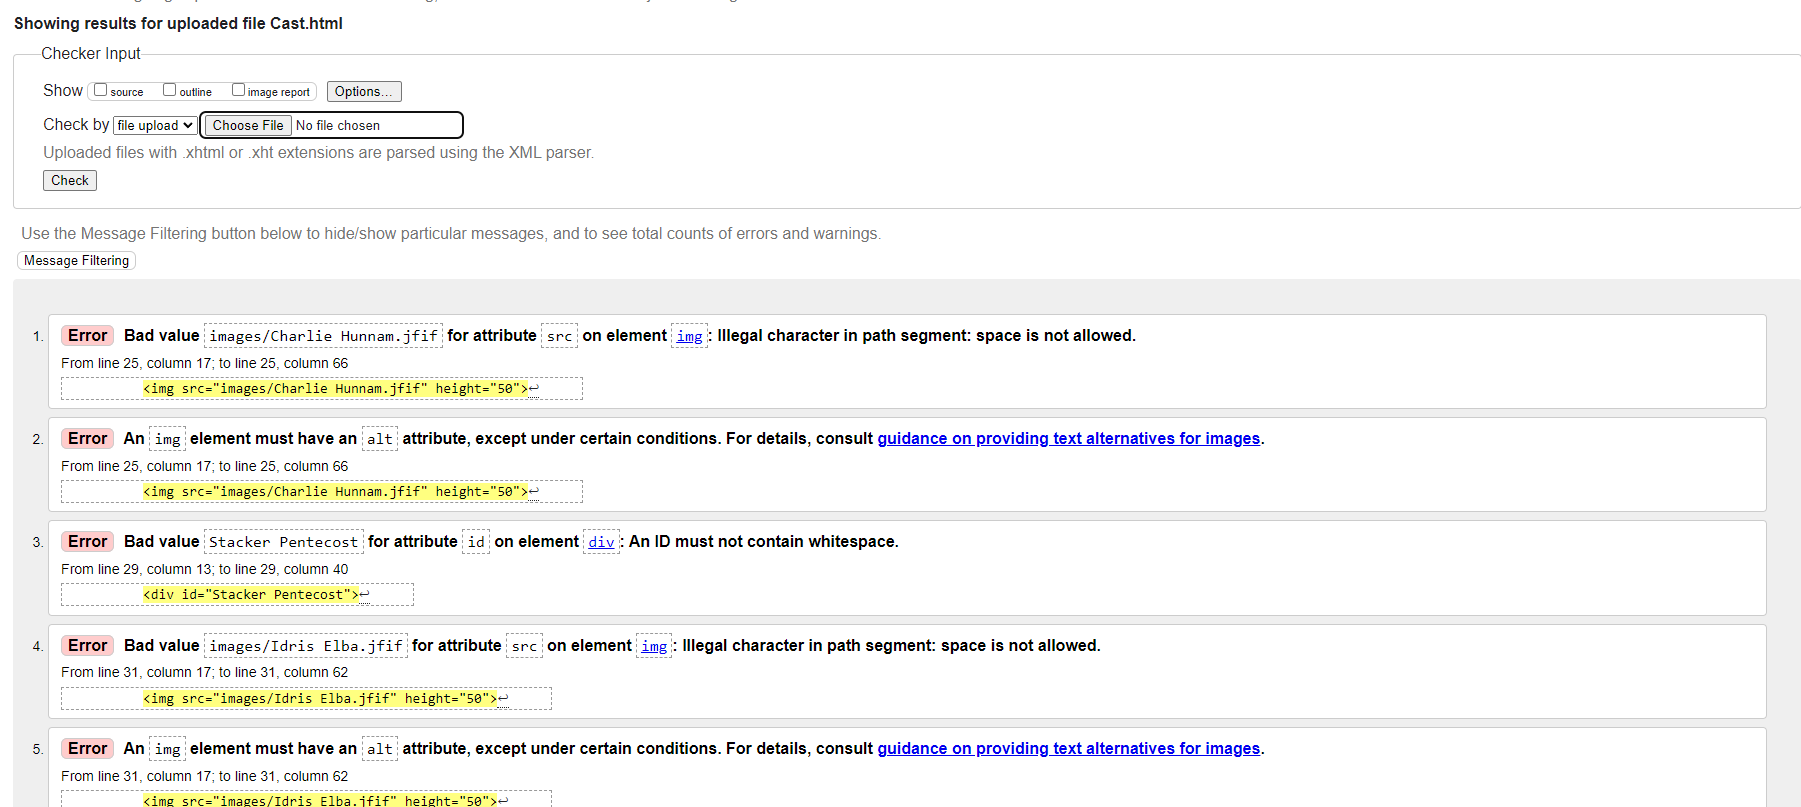 Showing results for uploaded file Cast.html
Checker Input
Show source outline image report Options...
Check by file upload Choose File No file chosen
Uploaded files with .xhtml or .xht extensions are parsed using the XML parser.
Check
Use the Message Filtering button below to hide/show particular messages, and to see total counts of errors and warnings.
Message Filtering
1. Error Bad value images/Charlie Hunnam.jfif for attribute src on element img: Illegal character in path segment: space is not allowed.
From line 25, column 17; to line 25, column 66
<img src="images/Charlie Hunnam.jfif" height="50">↩
2. Error An img element must have an alt attribute, except under certain conditions. For details, consult guidance on providing text alternatives for images.
From line 25, column 17; to line 25, column 66
<img src="images/Charlie Hunnam.jfif" height="50">↩
3. Error Bad value Stacker Pentecost for attribute id on element div: An ID must not contain whitespace.
From line 29, column 13; to line 29, column 40
<div id="Stacker Pentecost">↩
4. Error Bad value images/Idris Elba.jfif for attribute src on element img: Illegal character in path segment: space is not allowed.
From line 31, column 17; to line 31, column 62
<img src="images/Idris Elba.jfif" height="50">↩
5. Error An img element must have an alt attribute, except under certain conditions. For details, consult guidance on providing text alternatives for images.
From line 31, column 17; to line 31, column 62
<img src="images/Idris Elba.jfif" height="50">↩